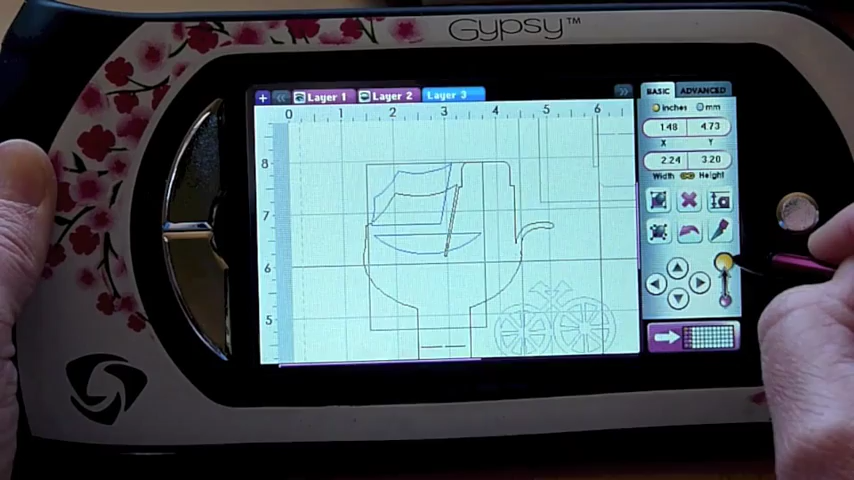 Gypsy™
+ « Layer 1 Layer 2 Layer 3 »
BASIC ADVANCED
inches mm
0 1 2 3 4 5 6
1.48 4.73
X Y
2.24 3.20
Width Height
8
7
6
5